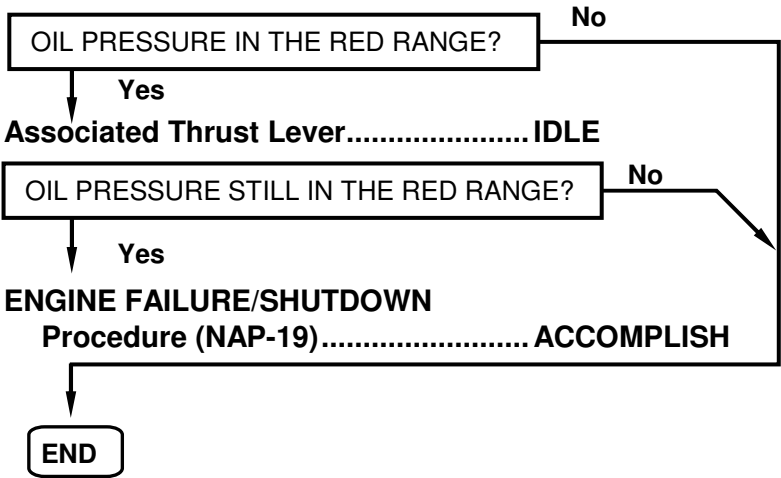 No
OIL PRESSURE IN THE RED RANGE?
Yes
Associated Thrust Lever...................... IDLE
OIL PRESSURE STILL IN THE RED RANGE?
No
Yes
ENGINE FAILURE/SHUTDOWN
Procedure (NAP-19)......................... ACCOMPLISH
END